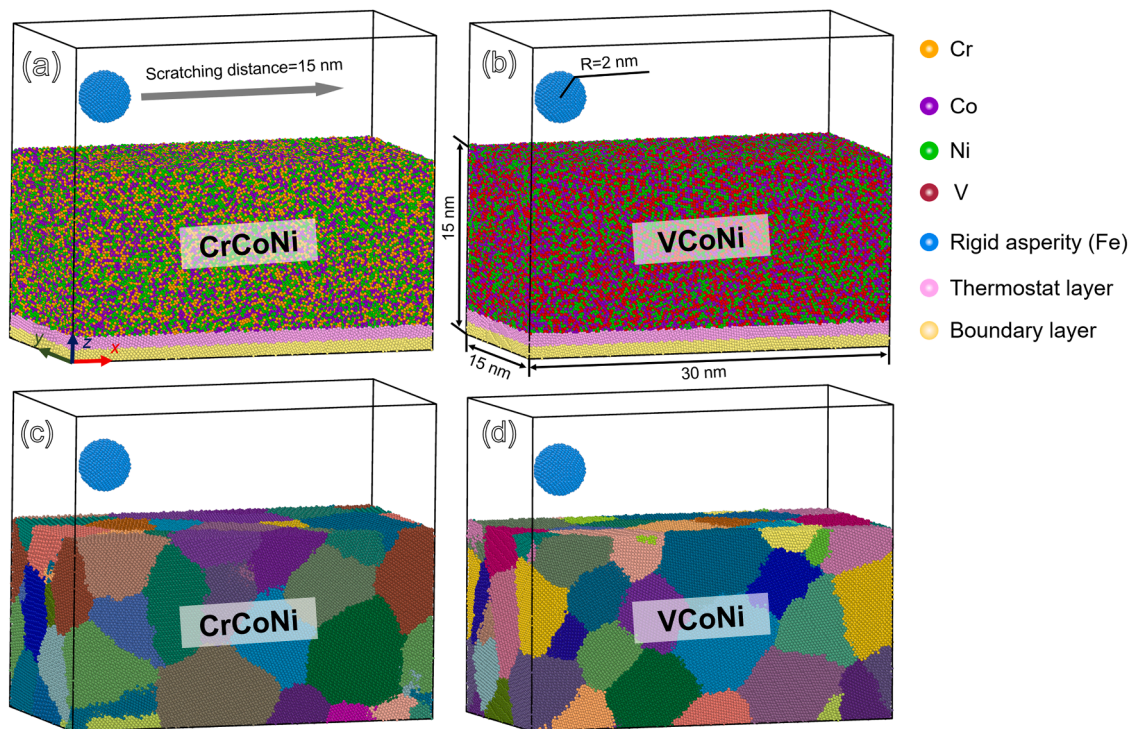 (a)
Scratching distance=15 nm
CrCoNi
y
z
x
(b)
R=2 nm
15 nm
VCoNi
15 nm
30 nm
Cr
Co
Ni
V
Rigid asperity (Fe)
Thermostat layer
Boundary layer
(c)
CrCoNi
(d)
VCoNi